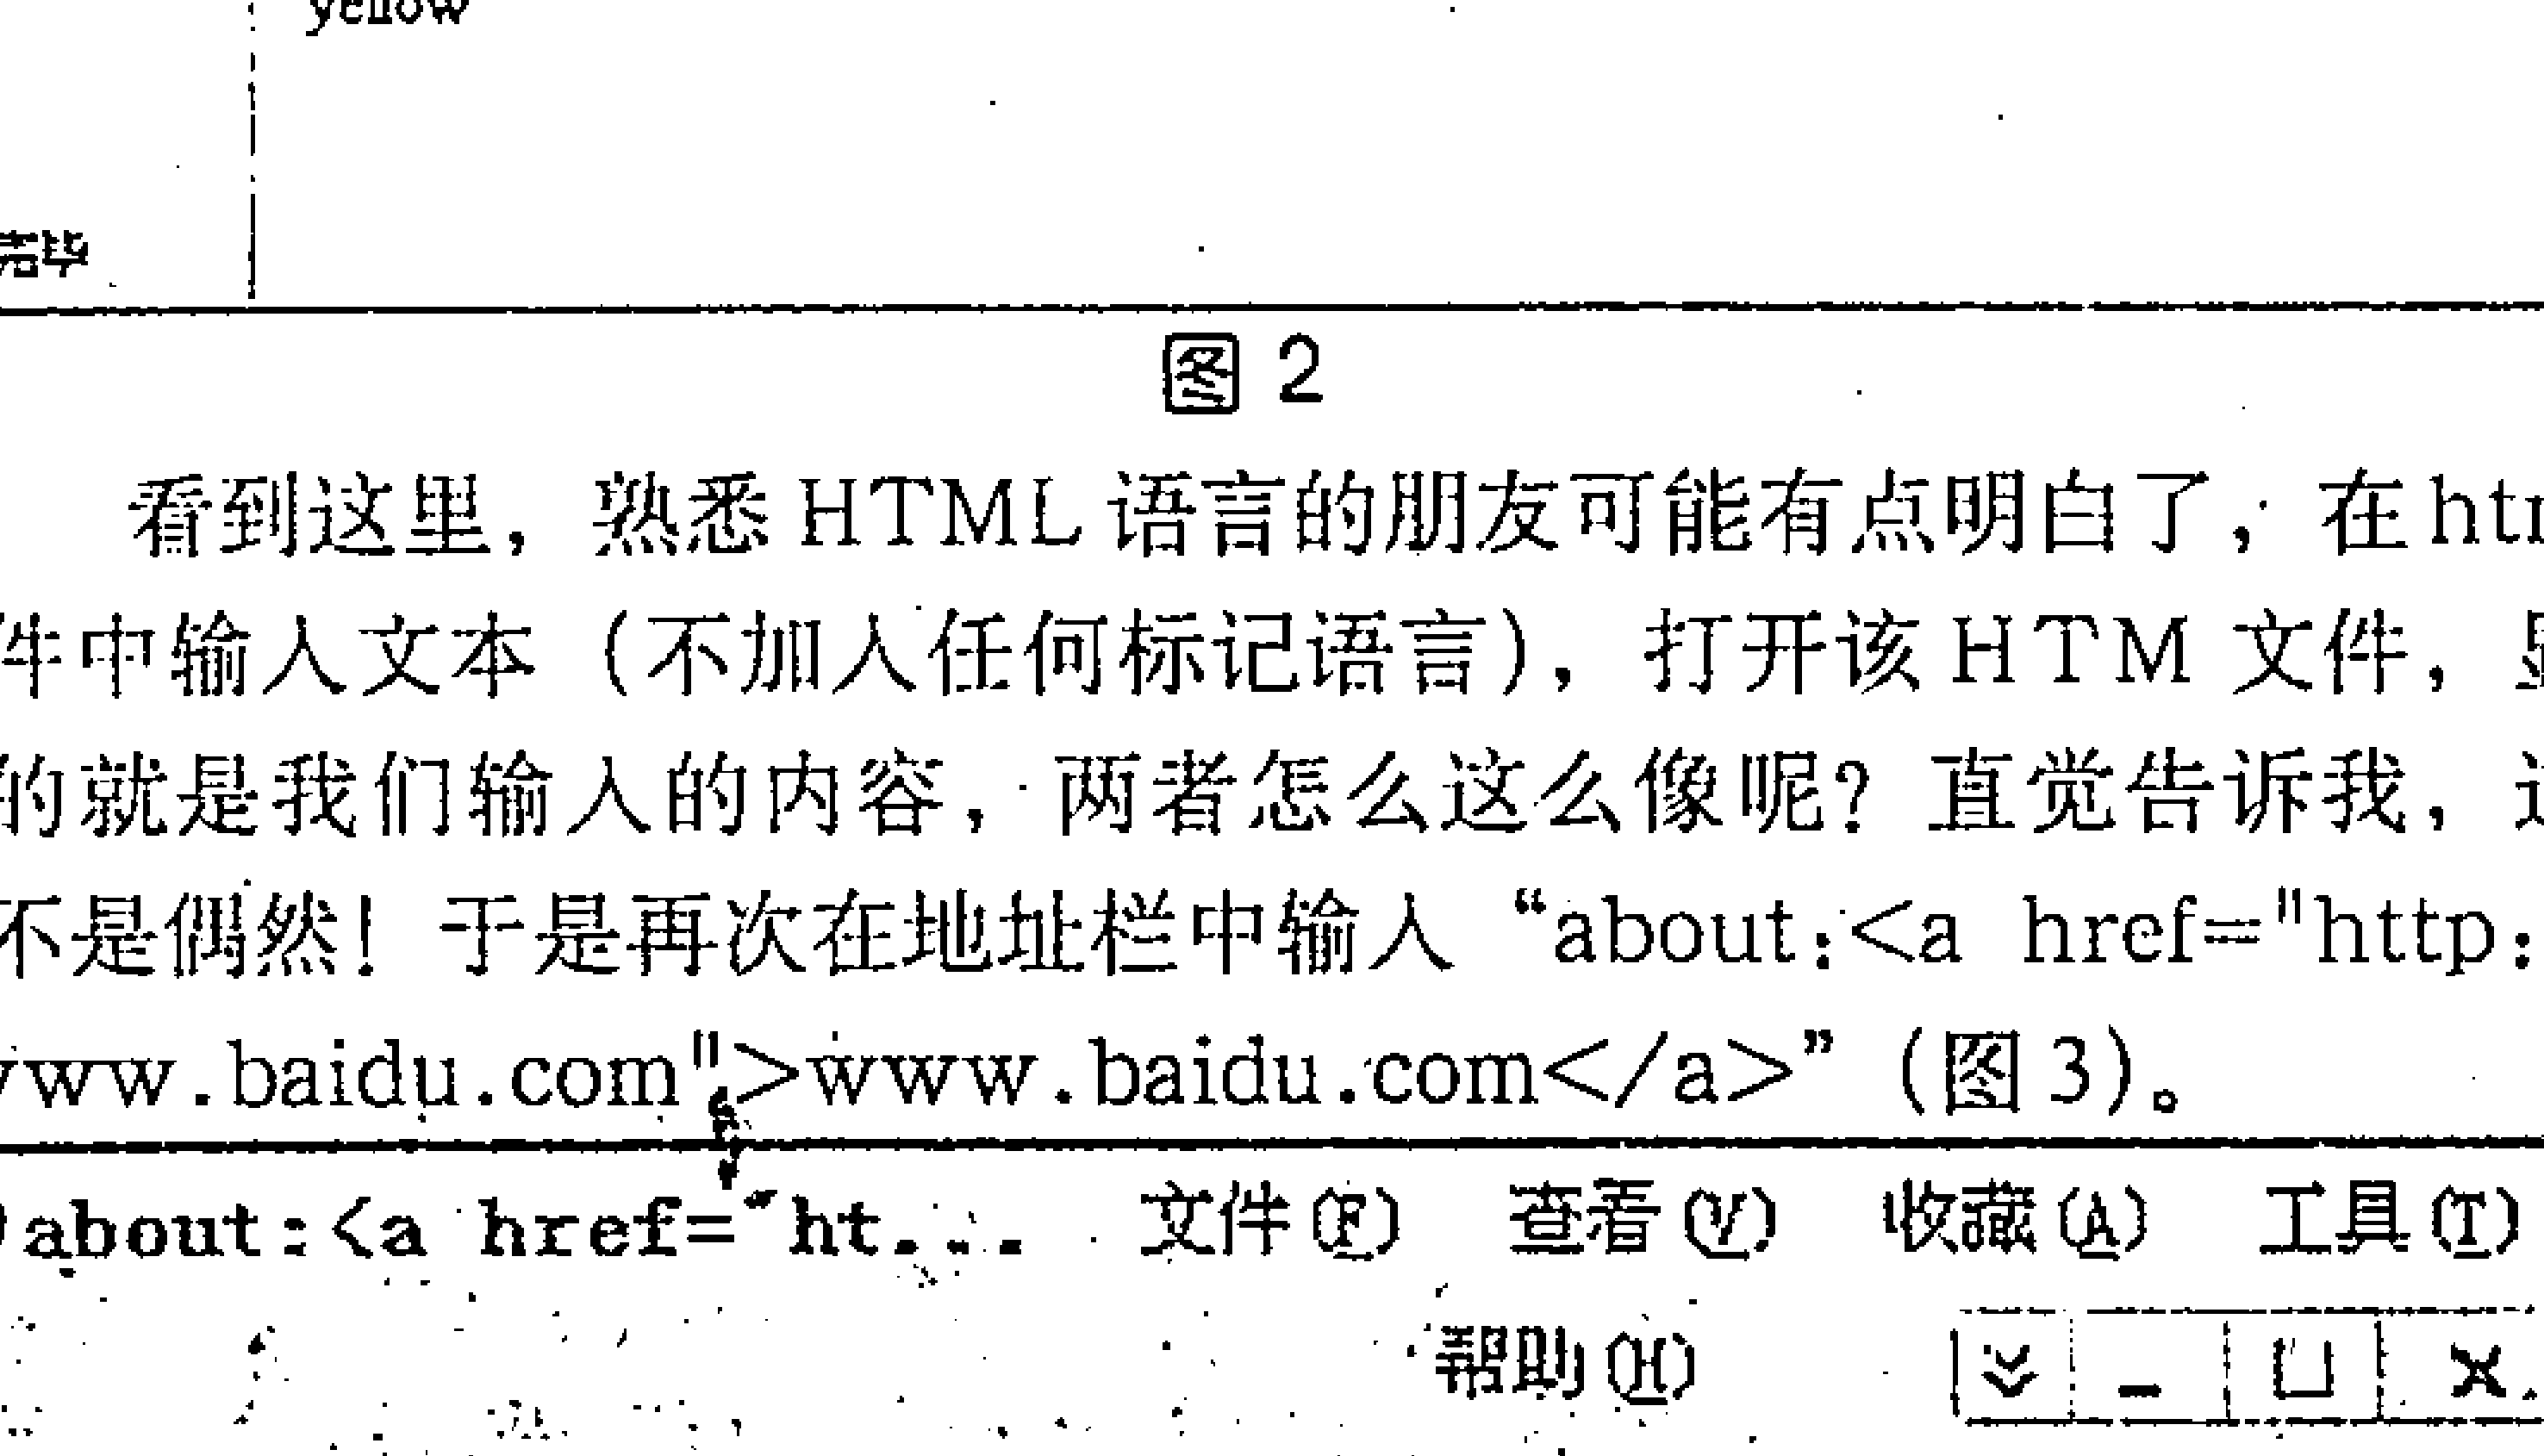 yellow
图 2
看到这里，熟悉 HTML 语言的朋友可能有点明白了，在
件中输入文本（不加入任何标记语言），打开该 HTM 文件，
的就是我们输入的内容，两者怎么这么像呢？直觉告诉我，
不是偶然！于是再次在地址栏中输入“about:<a href="http:
www.baidu.com">www.baidu.com</a>”（图 3）。
about:<a href="ht... 文件(F) 查看(V) 收藏(A) 工具(T)
帮助(H)